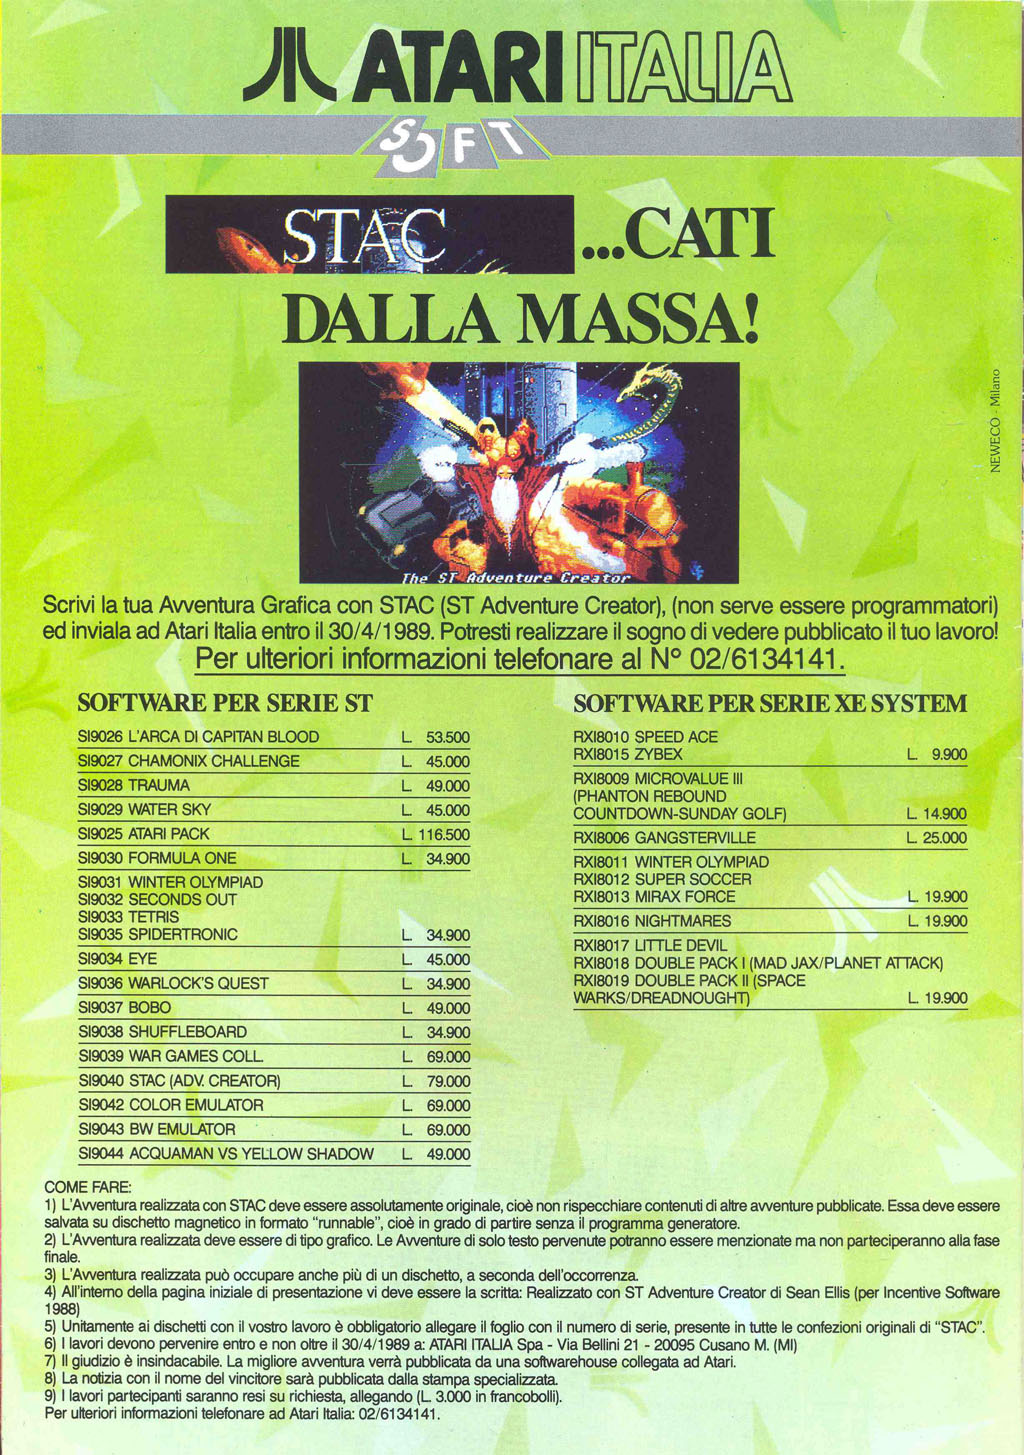 ATARI ITALIA
SOFT
STAC ...CATI
DALLA MASSA!
NEWECO - Milano
The ST Adventure Creator
Scrivi la tua Avventura Grafica con STAC (ST Adventure Creator), (non serve essere programmatori)
ed inviala ad Atari Italia entro il 30/4/1989. Potresti realizzare il sogno di vedere pubblicato il tuo lavoro!
Per ulteriori informazioni telefonare al N° 02/6134141.
SOFTWARE PER SERIE ST
SI9026 L'ARCA DI CAPITAN BLOOD L. 53.500
SI9027 CHAMONIX CHALLENGE L. 45.000
SI9028 TRAUMA L. 49.000
SI9029 WATER SKY L. 45.000
SI9025 ATARI PACK L. 116.500
SI9030 FORMULA ONE L. 34.900
SI9031 WINTER OLYMPIAD
SI9032 SECONDS OUT
SI9033 TETRIS
SI9035 SPIDERTRONIC L. 34.900
SI9034 EYE L. 45.000
SI9036 WARLOCK'S QUEST L. 34.900
SI9037 BOBO L. 49.000
SI9038 SHUFFLEBOARD L. 34.900
SI9039 WAR GAMES COLL. L. 69.000
SI9040 STAC (ADV. CREATOR) L. 79.000
SI9042 COLOR EMULATOR L. 69.000
SI9043 BW EMULATOR L. 69.000
SI9044 ACQUAMAN VS YELLOW SHADOW L. 49.000
SOFTWARE PER SERIE XE SYSTEM
RXI8010 SPEED ACE
RXI8015 ZYBEX L. 9.900
RXI8009 MICROVALUE III
(PHANTON REBOUND
COUNTDOWN-SUNDAY GOLF) L. 14.900
RXI8006 GANGSTERVILLE L. 25.000
RXI8011 WINTER OLYMPIAD
RXI8012 SUPER SOCCER
RXI8013 MIRAX FORCE L. 19.900
RXI8016 NIGHTMARES L. 19.900
RXI8017 LITTLE DEVIL
RXI8018 DOUBLE PACK I (MAD JAX/PLANET ATTACK)
RXI8019 DOUBLE PACK II (SPACE
WARKS/DREADNOUGHT) L. 19.900
COME FARE:
1) L'Avventura realizzata con STAC deve essere assolutamente originale, cioè non rispecchiare contenuti di altre avventure pubblicate. Essa deve essere
salvata su dischetto magnetico in formato "runnable", cioè in grado di partire senza il programma generatore.
2) L'Avventura realizzata deve essere di tipo grafico. Le Avventure di solo testo pervenute potranno essere menzionate ma non parteciperanno alla fase
finale.
3) L'Avventura realizzata può occupare anche più di un dischetto, a seconda dell'occorrenza.
4) All'interno della pagina iniziale di presentazione vi deve essere la scritta: Realizzato con ST Adventure Creator di Sean Ellis (per Incentive Software
1988)
5) Unitamente ai dischetti con il vostro lavoro è obbligatorio allegare il foglio con il numero di serie, presente in tutte le confezioni originali di "STAC".
6) I lavori devono pervenire entro e non oltre il 30/4/1989 a: ATARI ITALIA Spa - Via Bellini 21 - 20095 Cusano M. (MI)
7) Il giudizio è insindacabile. La migliore avventura verrà pubblicata da una softwarehouse collegata ad Atari.
8) La notizia con il nome del vincitore sarà pubblicata dalla stampa specializzata.
9) I lavori partecipanti saranno resi su richiesta, allegando (L. 3.000 in francobolli).
Per ulteriori informazioni telefonare ad Atari Italia: 02/6134141.